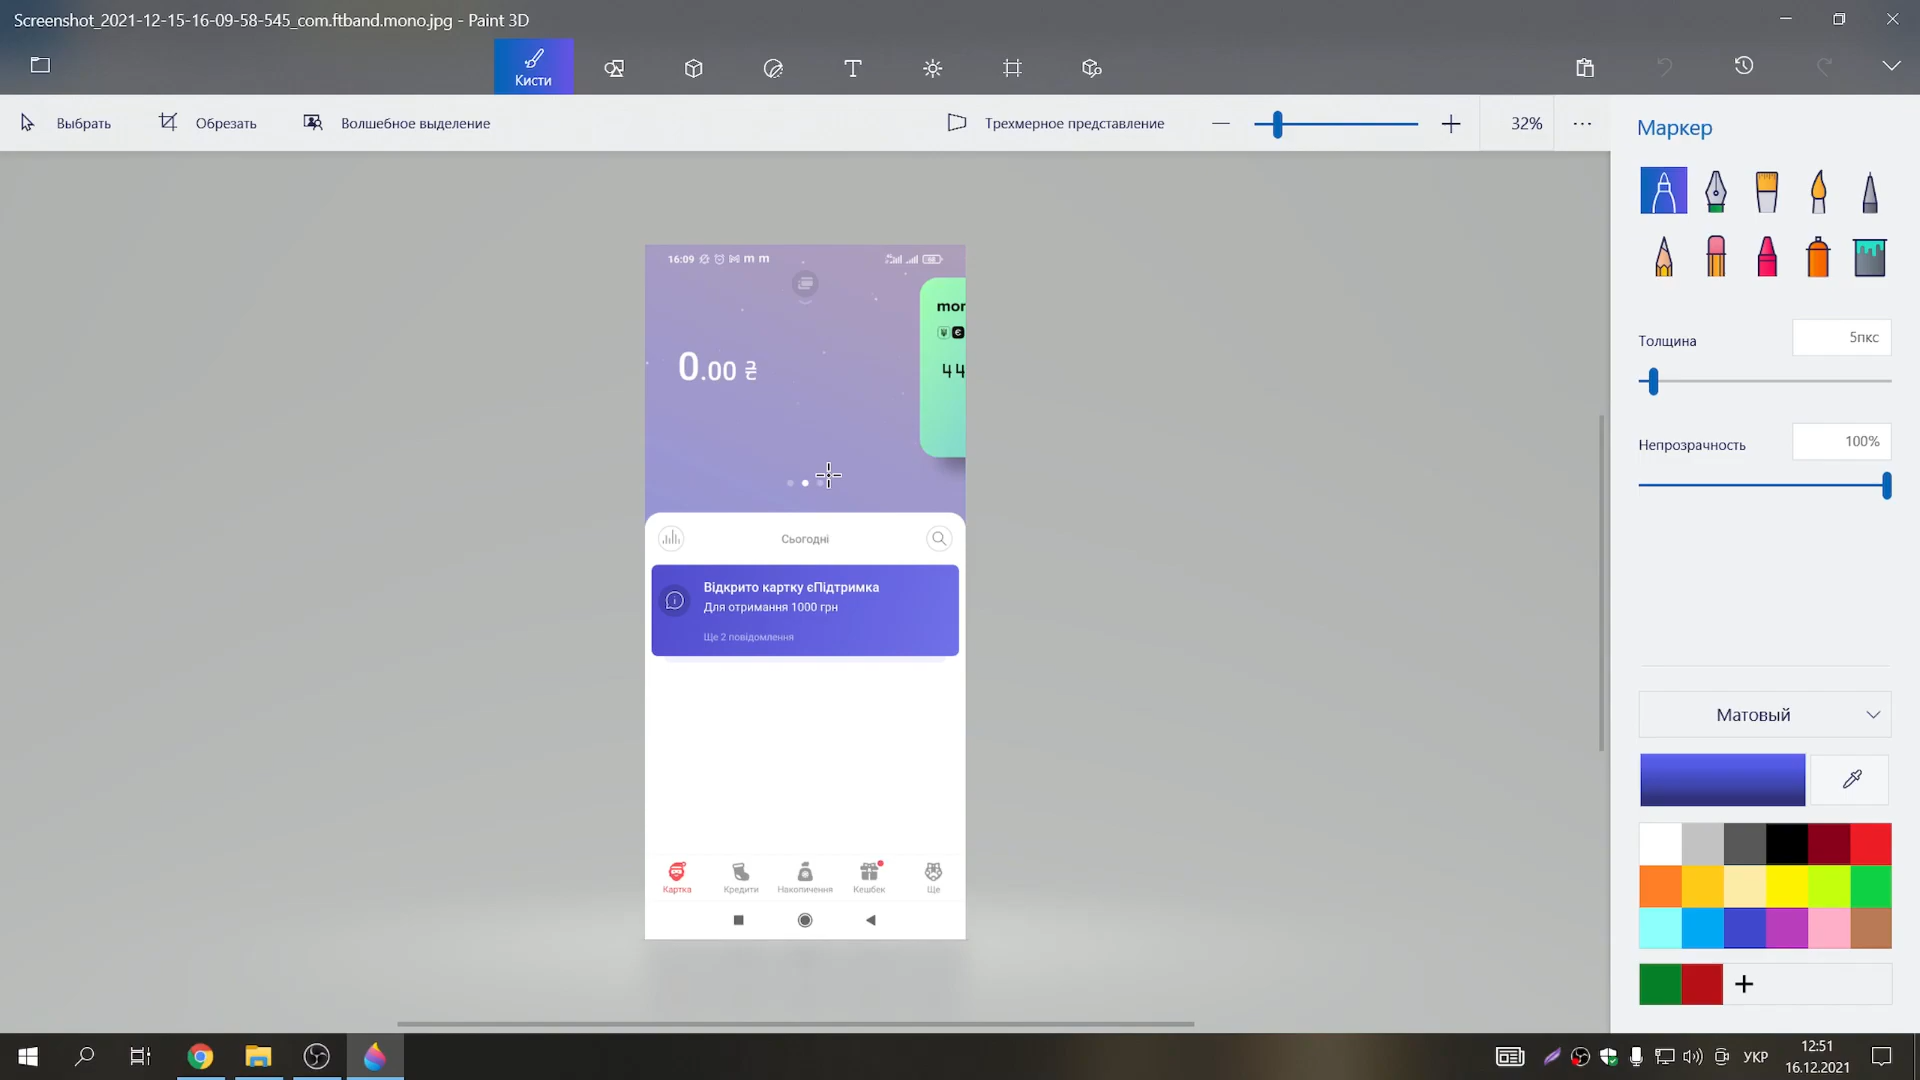 Screenshot_2021-12-15-16-09-58-545_com.ftband.mono.jpg - Paint 3D
Кисти
Выбрать
Обрезать
Волшебное выделение
Трехмерное представление
32%
Маркер
Толщина
5пкс
Непрозрачность
100%
Матовый
16:09
m m
68
mon
44
0.00 ₴
Сьогодні
Відкрито картку єПідтримка
Для отримання 1000 грн
Ще 2 повідомлення
Картка
Кредити
Накопичення
Кешбек
Ще
УКР
12:51
16.12.2021